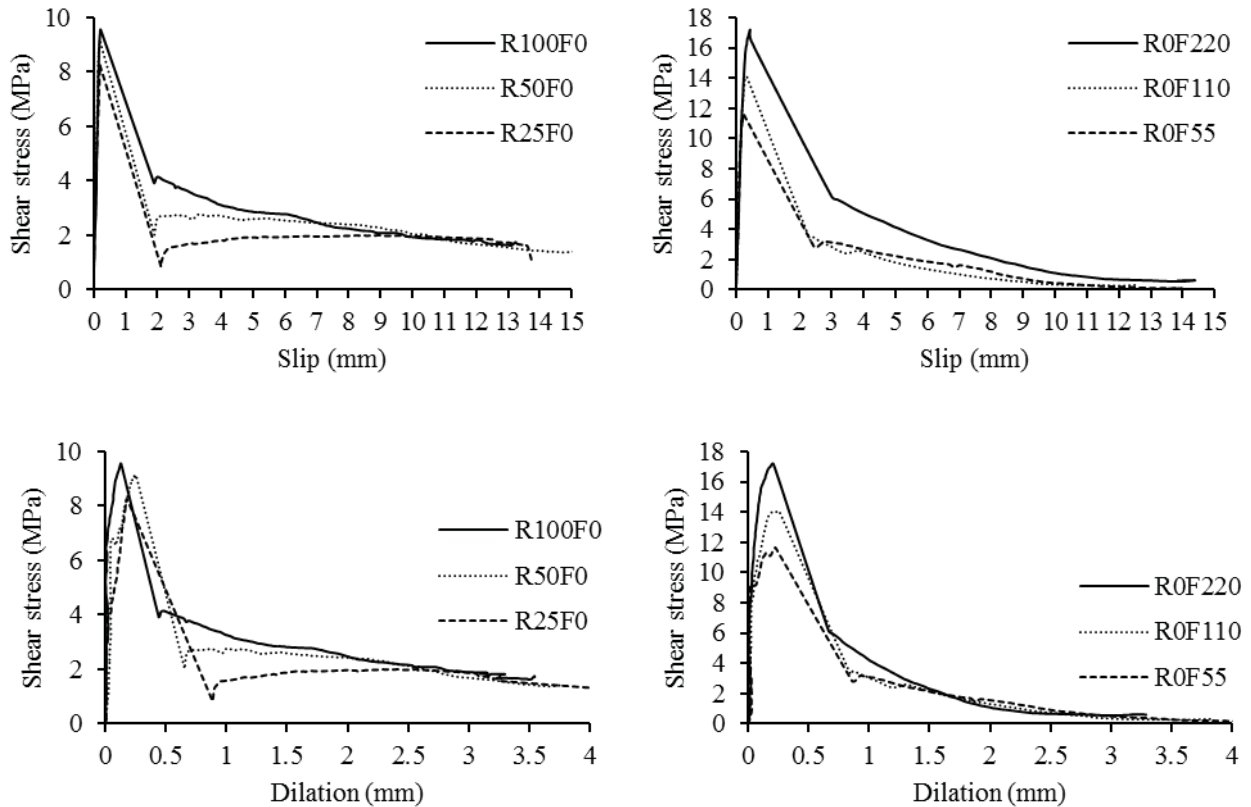 Shear stress (MPa)
10
8
6
4
2
0
0 1 2 3 4 5 6 7 8 9 10 11 12 13 14 15
Slip (mm)
R100F0
R50F0
R25F0
Shear stress (MPa)
18
16
14
12
10
8
6
4
2
0
0 1 2 3 4 5 6 7 8 9 10 11 12 13 14 15
Slip (mm)
R0F220
R0F110
R0F55
Shear stress (MPa)
10
8
6
4
2
0
0 0.5 1 1.5 2 2.5 3 3.5 4
Dilation (mm)
R100F0
R50F0
R25F0
Shear stress (MPa)
18
16
14
12
10
8
6
4
2
0
0 0.5 1 1.5 2 2.5 3 3.5 4
Dilation (mm)
R0F220
R0F110
R0F55